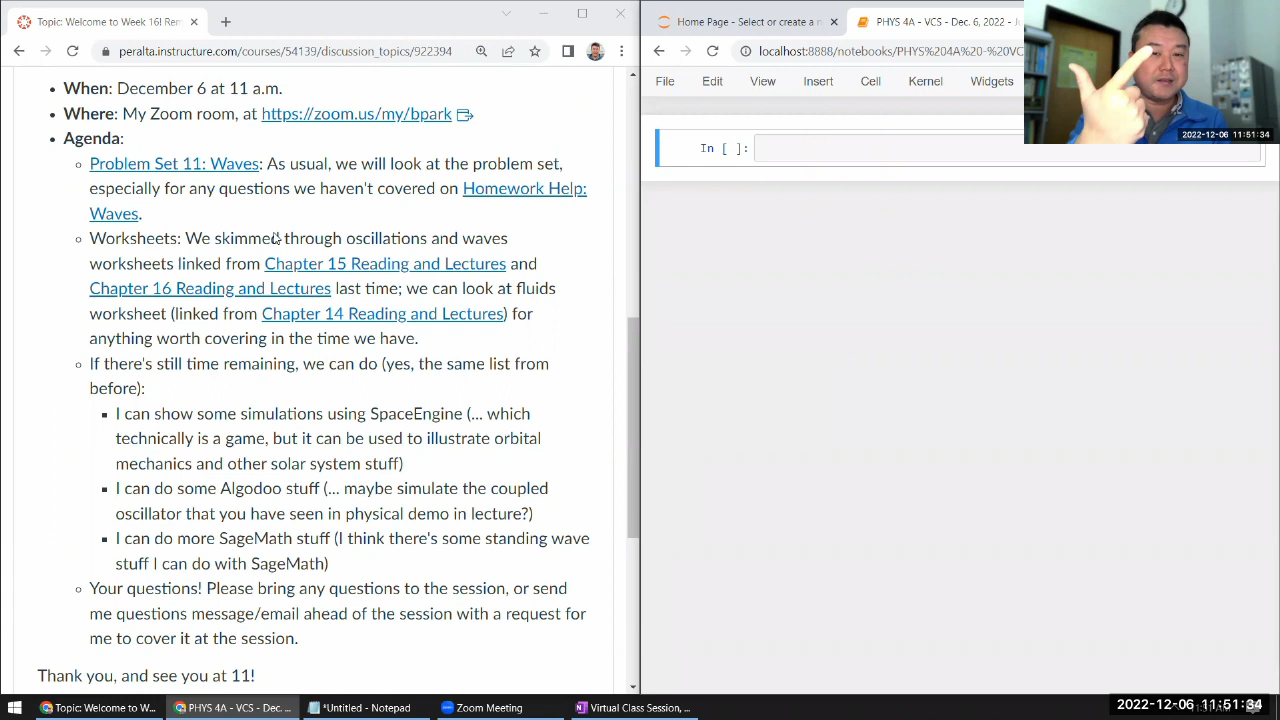 Topic: Welcome to Week 16! Rem
peralta.instructure.com/courses/54139/discussion_topics/922394
When: December 6 at 11 a.m.
Where: My Zoom room, at https://zoom.us/my/bpark
Agenda:
Problem Set 11: Waves: As usual, we will look at the problem set,
especially for any questions we haven't covered on Homework Help:
Waves.
Worksheets: We skimmed through oscillations and waves
worksheets linked from Chapter 15 Reading and Lectures and
Chapter 16 Reading and Lectures last time; we can look at fluids
worksheet (linked from Chapter 14 Reading and Lectures) for
anything worth covering in the time we have.
If there's still time remaining, we can do (yes, the same list from
before):
I can show some simulations using SpaceEngine (... which
technically is a game, but it can be used to illustrate orbital
mechanics and other solar system stuff)
I can do some Algodoo stuff (... maybe simulate the coupled
oscillator that you have seen in physical demo in lecture?)
I can do more SageMath stuff (I think there's some standing wave
stuff I can do with SageMath)
Your questions! Please bring any questions to the session, or send
me questions message/email ahead of the session with a request for
me to cover it at the session.
Thank you, and see you at 11!
Home Page - Select or create a n
PHYS 4A - VCS - Dec. 6, 2022 - Ju
localhost:8888/notebooks/PHYS%204A%20-%20VC
File Edit View Insert Cell Kernel Widgets
In [ ]:
2022-12-06 11:51:34
Topic: Welcome to W...
PHYS 4A - VCS - Dec. ...
*Untitled - Notepad
Zoom Meeting
Virtual Class Session, ...
2022-12-06 11:51:34